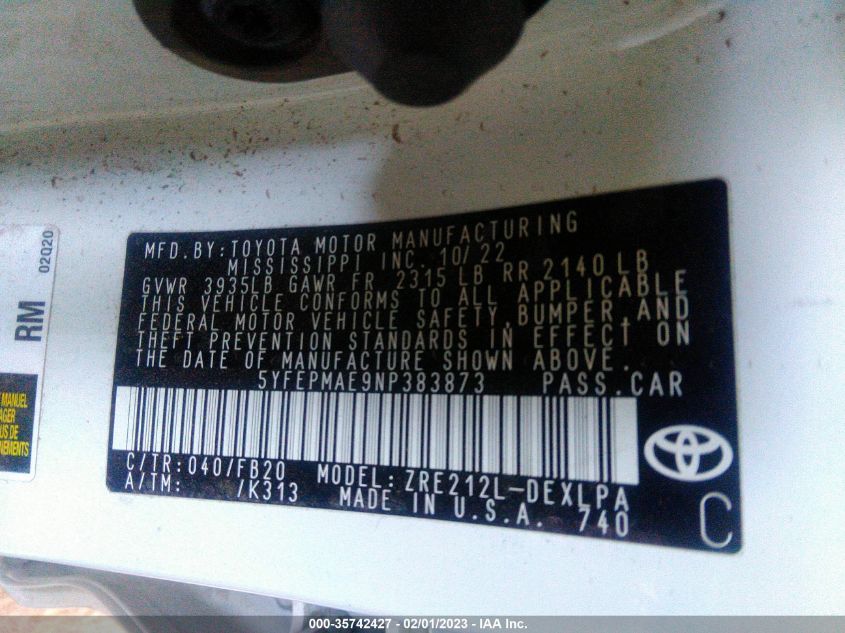 MFD.BY:TOYOTA MOTOR MANUFACTURING
MISSISSIPPI INC. 10/22
GVWR 3935LB GAWR FR 2315 LB RR 2140 LB
THIS VEHICLE CONFORMS TO ALL APPLICABLE
FEDERAL MOTOR VEHICLE SAFETY, BUMPER, AND
THEFT PREVENTION STANDARDS IN EFFECT ON
THE DATE OF MANUFACTURE SHOWN ABOVE.
5YFEPMAE9NP383873 PASS.CAR
C/TR:040/FB20 MODEL:ZRE212L-DEXLPA
A/TM: /K313 MADE IN U.S.A. 740
C
02020
RM
MANUEL
US DE
000-35742427 - 02/01/2023 - IAA Inc.